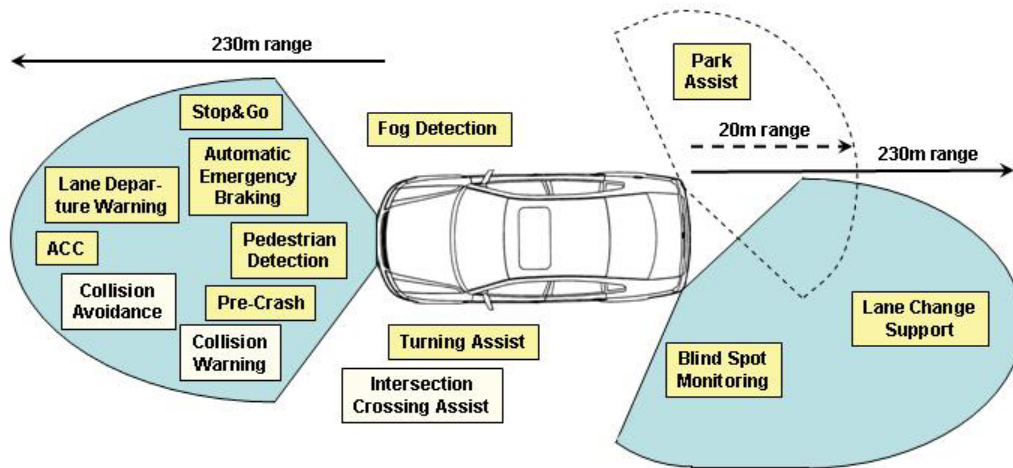 230m range
Park
Assist
Stop&Go
Fog Detection
20m range
230m range
Automatic
Emergency
Braking
Lane Depar-
ture Warning
ACC
Pedestrian
Detection
Collision
Avoidance
Pre-Crash
Collision
Warning
Turning Assist
Intersection
Crossing Assist
Lane Change
Support
Blind Spot
Monitoring